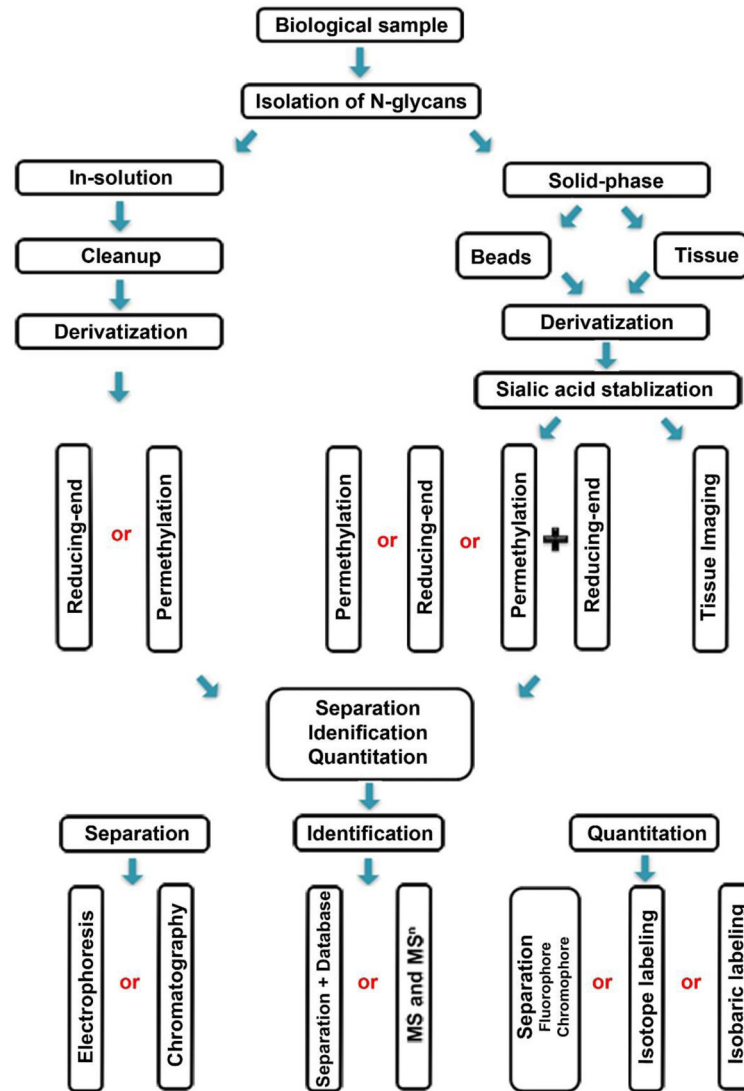 Biological sample
Isolation of N-glycans
In-solution
Solid-phase
Cleanup
Beads
Tissue
Derivatization
Derivatization
Sialic acid stablization
Reducing-end
or
Permethylation
Permethylation
or
Reducing-end
or
Permethylation
+
Reducing-end
Tissue Imaging
Separation
Idenification
Quantitation
Separation
Identification
Quantitation
Electrophoresis
or
Chromatography
Separation + Database
or
MS and MSⁿ
Separation
Fluorophore
Chromophore
or
Isotope labeling
or
Isobaric labeling